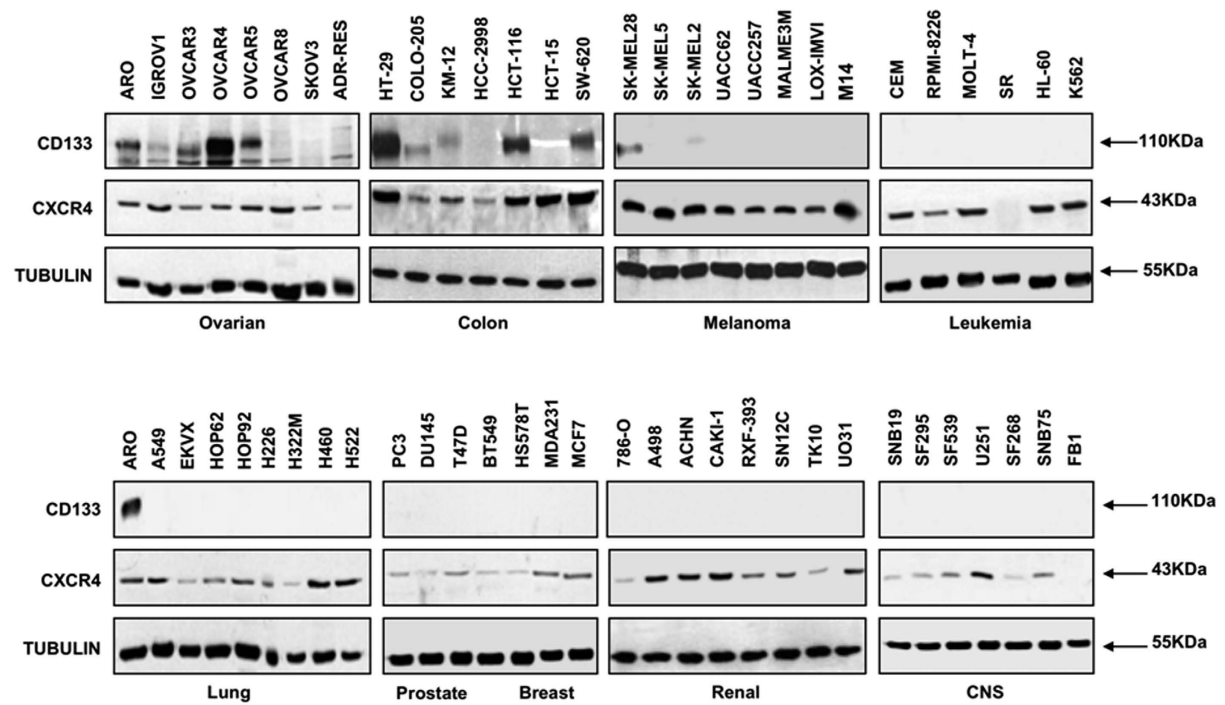 ARO IGROV1 OVCAR3 OVCAR4 OVCAR5 OVCAR8 SKOV3 ADR-RES HT-29 COLO-205 KM-12 HCC-2998 HCT-116 HCT-15 SW-620 SK-MEL28 SK-MEL5 SK-MEL2 UACC62 UACC257 MALME3M LOX-IMVI M14 CEM RPMI-8226 MOLT-4 SR HL-60 K562
CD133 110KDa
CXCR4 43KDa
TUBULIN 55KDa
Ovarian Colon Melanoma Leukemia
ARO A549 EKVX HOP62 HOP92 H226 H322M H460 H522 PC3 DU145 T47D BT549 HS578T MDA231 MCF7 786-O A498 ACHN CAKI-1 RXF-393 SN12C TK10 UO31 SNB19 SF295 SF539 U251 SF268 SNB75 FB1
CD133 110KDa
CXCR4 43KDa
TUBULIN 55KDa
Lung Prostate Breast Renal CNS